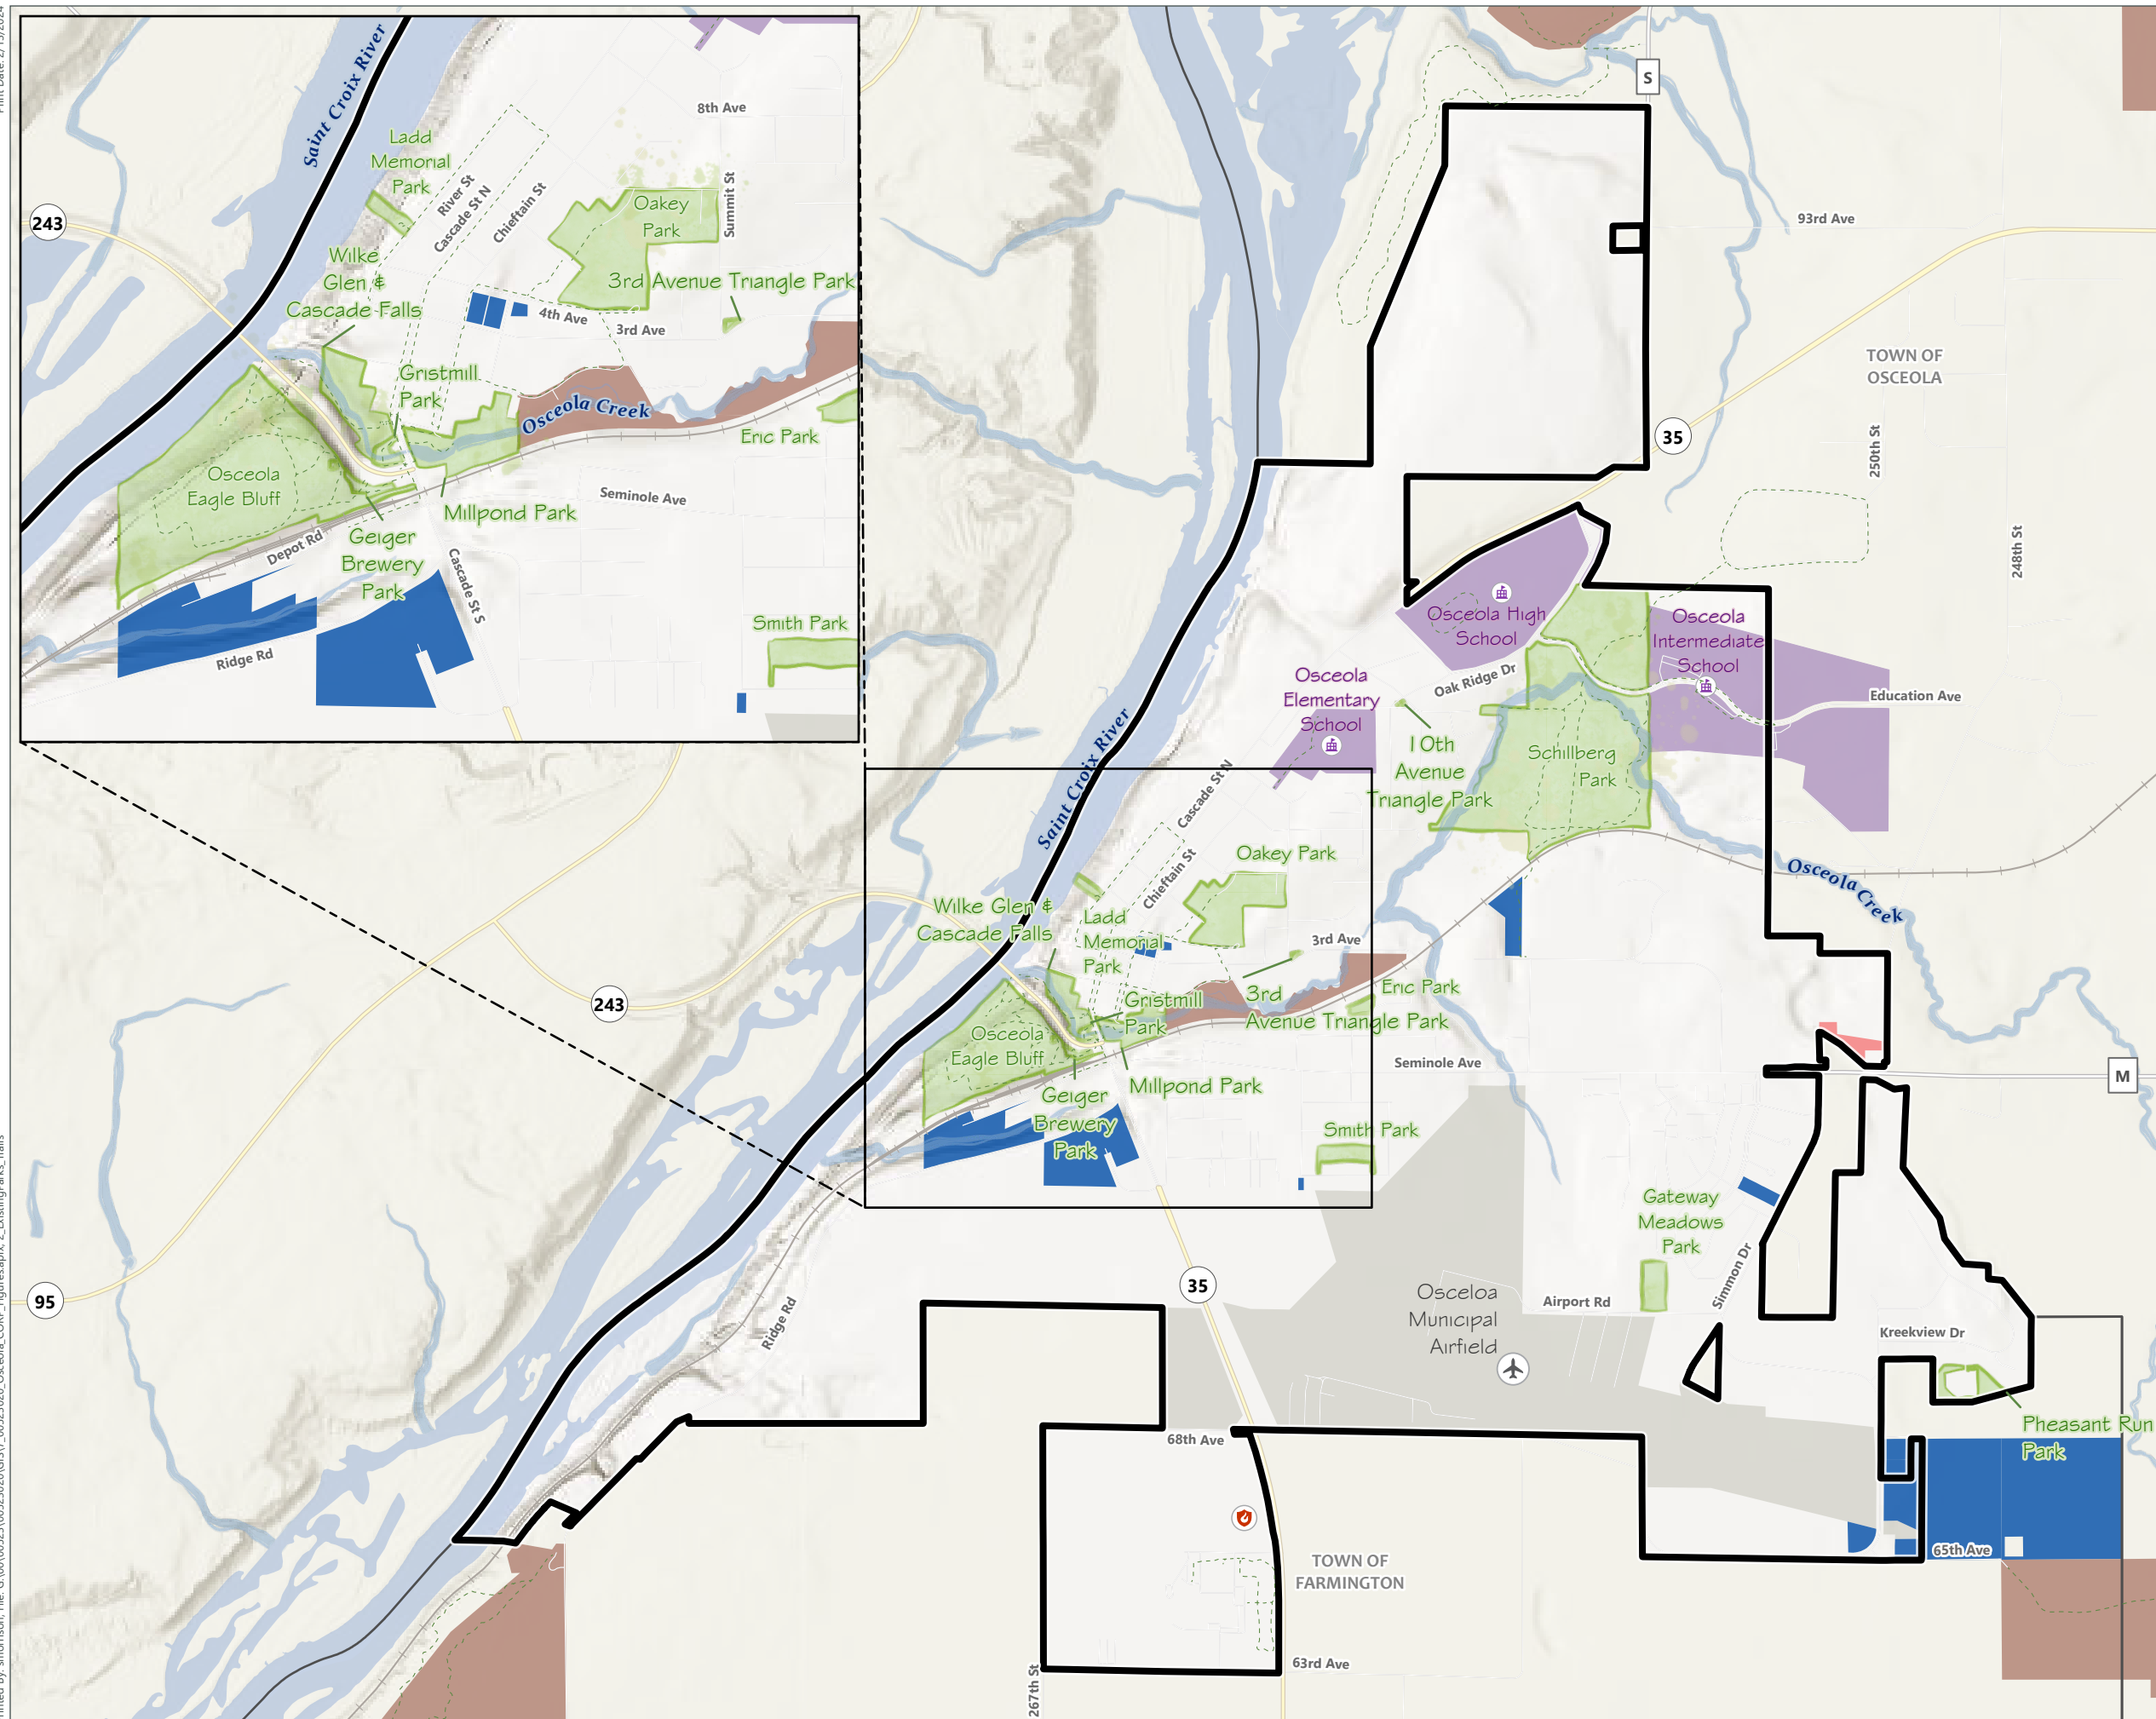 Saint Croix River
8th Ave
Ladd
Memorial
Park
River St
Cascade St N
Chieftain St
Summit St
Oakey
Park
243
Wilke
Glen &
Cascade Falls
3rd Avenue Triangle Park
4th Ave
3rd Ave
Gristmill
Park
Osceola Creek
Eric Park
Osceola
Eagle Bluff
Seminole Ave
Millpond Park
Depot Rd
Geiger
Brewery
Park
Cascade St S
Smith Park
Ridge Rd
S
93rd Ave
TOWN OF
OSCEOLA
35
250th St
248th St
Osceola High
School
Osceola
Intermediate
School
Oak Ridge Dr
Osceola
Elementary
School
Education Ave
10th
Avenue
Triangle Park
Schillberg
Park
Saint Croix River
Cascade St N
Chieftain St
Oakey Park
Osceola Creek
Wilke Glen &
Cascade Falls
Ladd
Memorial
Park
3rd Ave
243
Gristmill
Park
3rd
Avenue Triangle Park
Eric Park
Osceola
Eagle Bluff
Seminole Ave
M
Millpond Park
Geiger
Brewery
Park
Smith Park
Gateway
Meadows
Park
Simmon Dr
35
95
Osceloa
Municipal
Airfield
Airport Rd
Ridge Rd
Kreekview Dr
Pheasant Run
Park
68th Ave
65th Ave
TOWN OF
FARMINGTON
63rd Ave
267th St